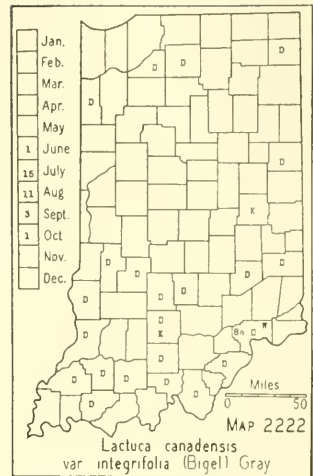 Jan.
Feb.
Mar.
Apr.
May
1 June
15 July
11 Aug
3 Sept.
1 Oct
Nov.
Dec.
D
D D
D
D
K
D
D D
D D D
D
D K
W
Bn D
D
D
D D D D
D
D
Miles
0 50
MAP 2222
Lactuca canadensis
var integrifolia (Bigel) Gray